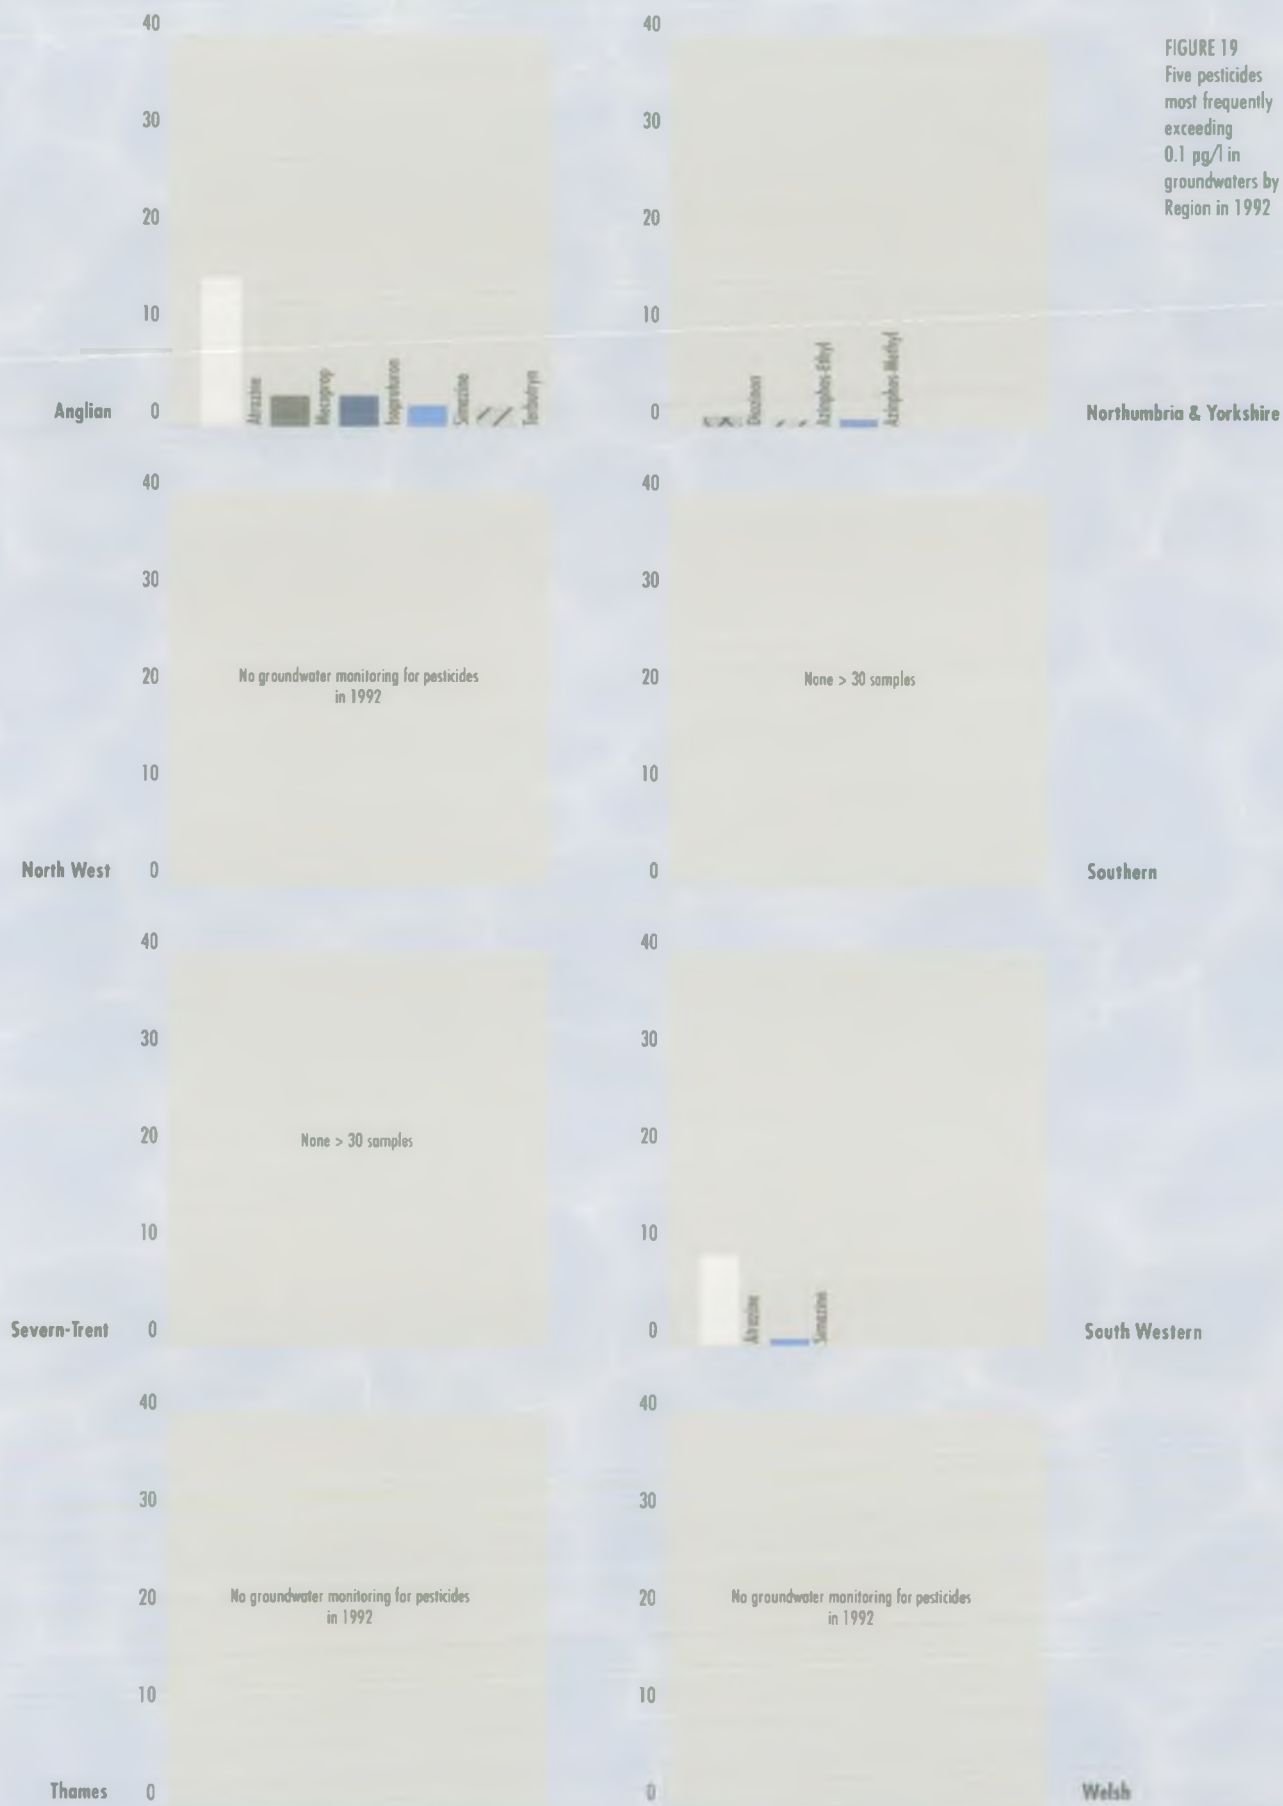 FIGURE 19
Five pesticides
most frequently
exceeding
0.1 pg/l in
groundwaters by
Region in 1992
40
30
20
10
Anglian 0
Atrazine
Mecoprop
Isoproturon
Simazine
Terbutryn
40
30
20
10
0
Diazinon
Azinphos-Ethyl
Azinphos-Methyl
Northumbria & Yorkshire
40
30
20
10
North West 0
No groundwater monitoring for pesticides
in 1992
40
30
20
10
0
None > 30 samples
Southern
40
30
20
10
Severn-Trent 0
None > 30 samples
40
30
20
10
0
Atrazine
Simazine
South Western
40
30
20
10
Thames 0
No groundwater monitoring for pesticides
in 1992
40
30
20
10
0
No groundwater monitoring for pesticides
in 1992
Welsh